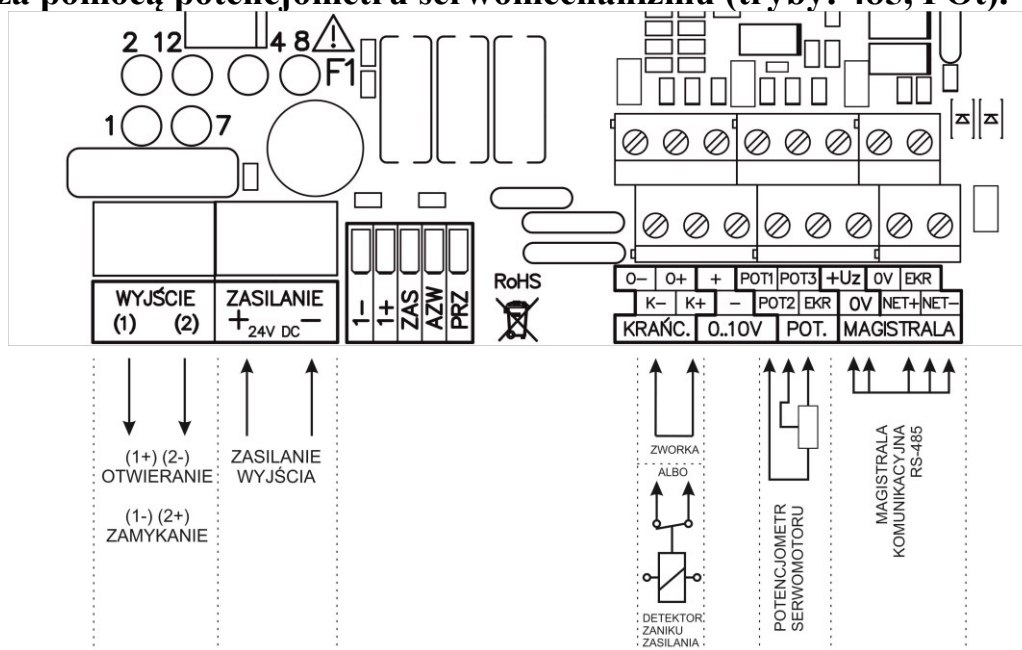 za pomocą potencjometru serwomechanizmu (tryby: 485, POt).
2 12 4 8
F1
1 7
WYJŚCIE ZASILANIE
(1) (2) + 24V DC −
1- 1+ ZAS AZW PRZ
RoHS
O- O+ + POT1 POT3 +Uz 0V EKR
K- K+ - POT2 EKR 0V NET+ NET-
KRAŃC. 0..10V POT. MAGISTRALA
(1+) (2-)
OTWIERANIE
(1-) (2+)
ZAMYKANIE
ZASILANIE
WYJŚCIA
ZWORKA
ALBO
DETEKTOR
ZANIKU
ZASILANIA
POTENCJOMETR
SERWOMOTORU
MAGISTRALA
KOMUNIKACYJNA
RS-485